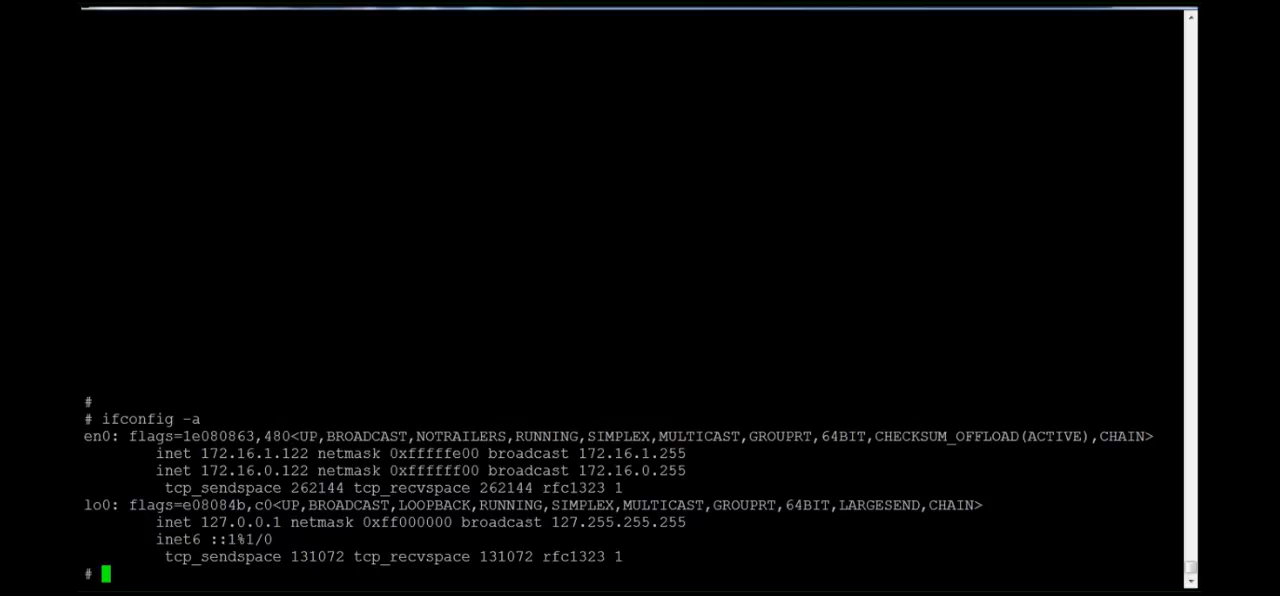 #
# ifconfig -a
en0: flags=1e080863,480<UP,BROADCAST,NOTRAILERS,RUNNING,SIMPLEX,MULTICAST,GROUPRT,64BIT,CHECKSUM_OFFLOAD(ACTIVE),CHAIN>
inet 172.16.1.122 netmask 0xfffffe00 broadcast 172.16.1.255
inet 172.16.0.122 netmask 0xffffff00 broadcast 172.16.0.255
tcp_sendspace 262144 tcp_recvspace 262144 rfc1323 1
lo0: flags=e08084b,c0<UP,BROADCAST,LOOPBACK,RUNNING,SIMPLEX,MULTICAST,GROUPRT,64BIT,LARGESEND,CHAIN>
inet 127.0.0.1 netmask 0xff000000 broadcast 127.255.255.255
inet6 ::1%1/0
tcp_sendspace 131072 tcp_recvspace 131072 rfc1323 1
#